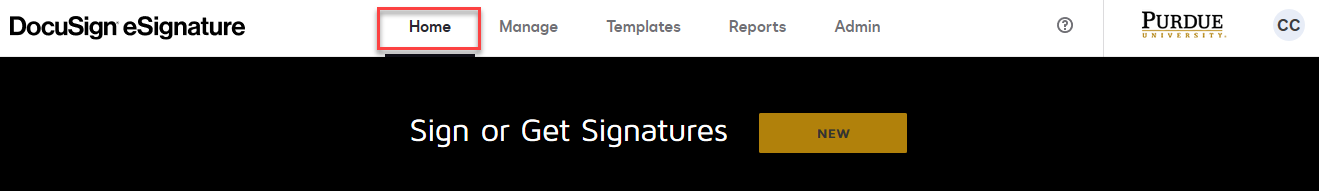 DocuSign eSignature Home Manage Templates Reports Admin ? PURDUE CC
UNIVERSITY.
Sign or Get Signatures NEW